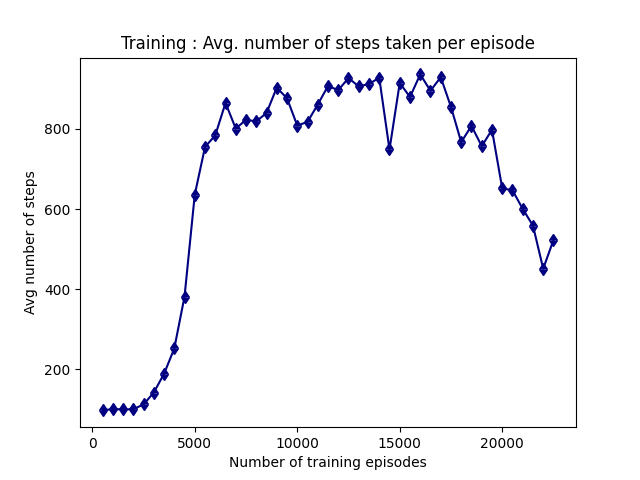 Training : Avg. number of steps taken per episode
800
600
400
200
Avg number of steps
0 5000 10000 15000 20000
Number of training episodes